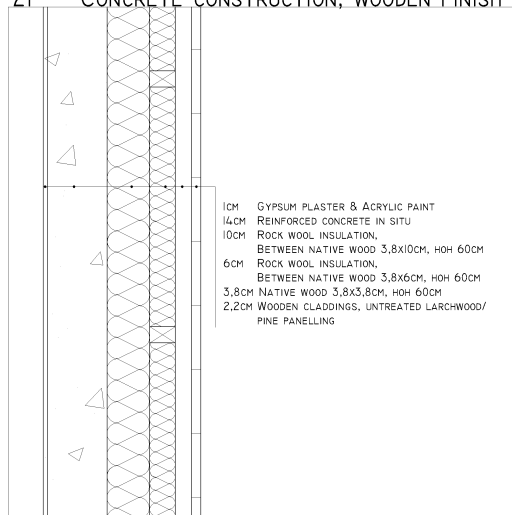 21 CONCRETE CONSTRUCTION, WOODEN FINISH
1CM GYPSUM PLASTER & ACRYLIC PAINT
14CM REINFORCED CONCRETE IN SITU
10CM ROCK WOOL INSULATION,
BETWEEN NATIVE WOOD 3,8X10CM, HOH 60CM
6CM ROCK WOOL INSULATION,
BETWEEN NATIVE WOOD 3,8X6CM, HOH 60CM
3,8CM NATIVE WOOD 3,8X3,8CM, HOH 60CM
2,2CM WOODEN CLADDINGS, UNTREATED LARCHWOOD/
PINE PANELLING